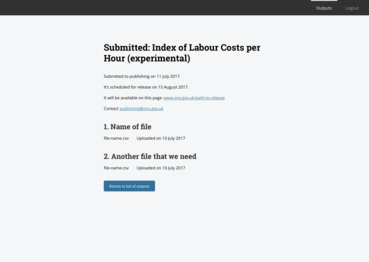 Outputs Logout
Submitted: Index of Labour Costs per
Hour (experimental)
Submitted to publishing on 11 July 2017.
It's scheduled for release on 15 August 2017.
It will be available on this page www.ons.gov.uk/path-to-release
Contact publishing@ons.gov.uk
1. Name of file
file-name.csv Uploaded on 10 July 2017
2. Another file that we need
file-name.csv Uploaded on 10 July 2017
Return to list of outputs